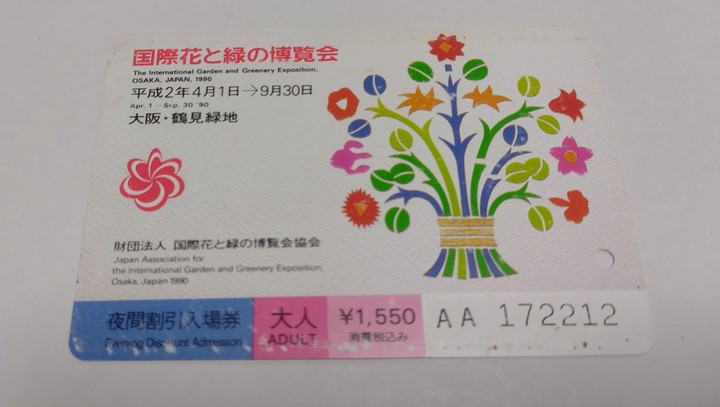 国際花と緑の博覧会
The International Garden and Greenery Exposition,
OSAKA, JAPAN, 1990
平成2年4月1日→9月30日
Apr. 1 - Sep. 30 '90
大阪・鶴見緑地
財団法人 国際花と緑の博覧会協会
Japan Association for
the International Garden and Greenery Exposition,
Osaka, Japan 1990
夜間割引入場券 大人 ¥1,550 AA 172212
Evening Discount Admission ADULT 消費税込み